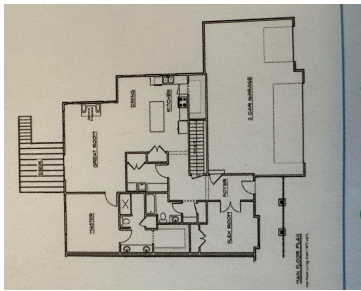 DINING
KITCHEN
3 CAR GARAGE
GREAT ROOM
DECK
FOYER
MASTER
FLEX ROOM
MAIN FLOOR PLAN